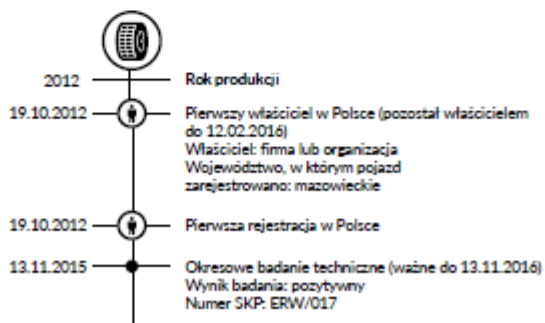 2012 Rok produkcji
19.10.2012 Pierwszy właściciel w Polsce (pozostał właścicielem
do 12.02.2016)
Właściciel: firma lub organizacja
Województwo, w którym pojazd
zarejestrowano: mazowieckie
19.10.2012 Pierwsza rejestracja w Polsce
13.11.2015 Okresowe badanie techniczne (ważne do 13.11.2016)
Wynik badania: pozytywny
Numer SKP: ERW/017